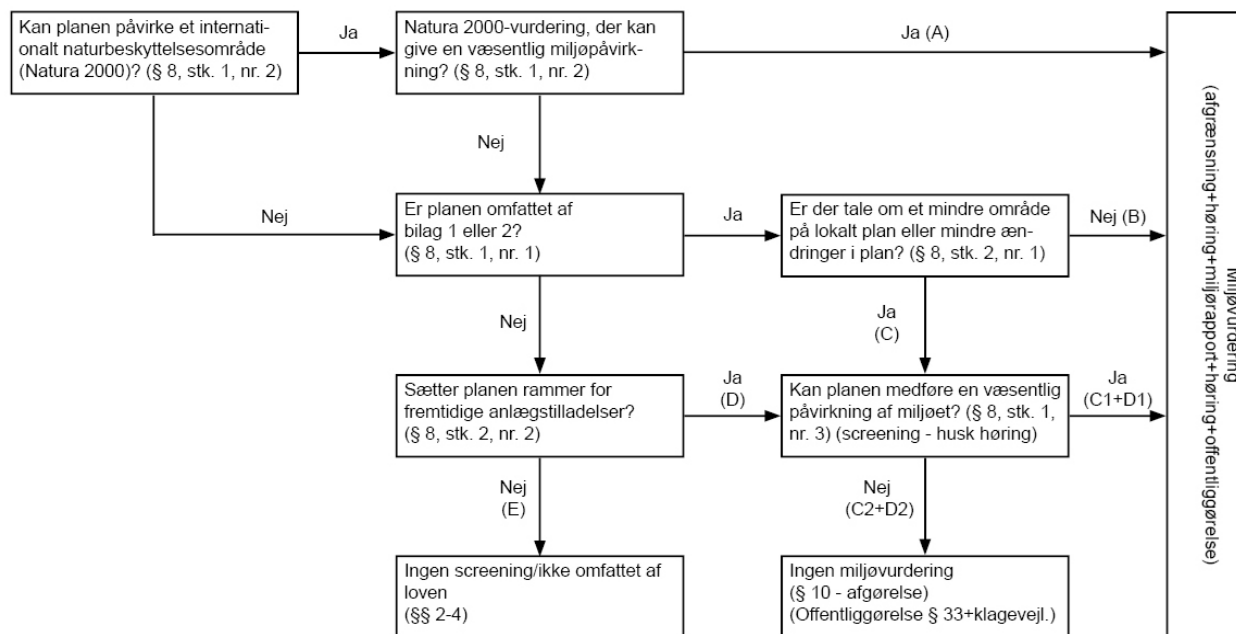 Kan planen påvirke et internati-
onalt naturbeskyttelsesområde
(Natura 2000)? (§ 8, stk. 1, nr. 2)
Ja
Natura 2000-vurdering, der kan
give en væsentlig miljøpåvirk-
ning? (§ 8, stk. 1, nr. 2)
Ja (A)
Nej
Nej
Er planen omfattet af
bilag 1 eller 2?
(§ 8, stk. 1, nr. 1)
Ja
Er der tale om et mindre område
på lokalt plan eller mindre æn-
dringer i plan? (§ 8, stk. 2, nr. 1)
Nej (B)
Nej
Ja
(C)
Sætter planen rammer for
fremtidige anlægstilladelser?
(§ 8, stk. 2, nr. 2)
Ja
(D)
Kan planen medføre en væsentlig
påvirkning af miljøet? (§ 8, stk. 1,
nr. 3) (screening - husk høring)
Ja
(C1+D1)
Nej
(E)
Nej
(C2+D2)
Ingen screening/ikke omfattet af
loven
(§§ 2-4)
Ingen miljøvurdering
(§ 10 - afgørelse)
(Offentliggørelse § 33+klagevejl.)
Miljøvurdering
(afgrænsning+høring+miljørapport+høring+offentliggørelse)